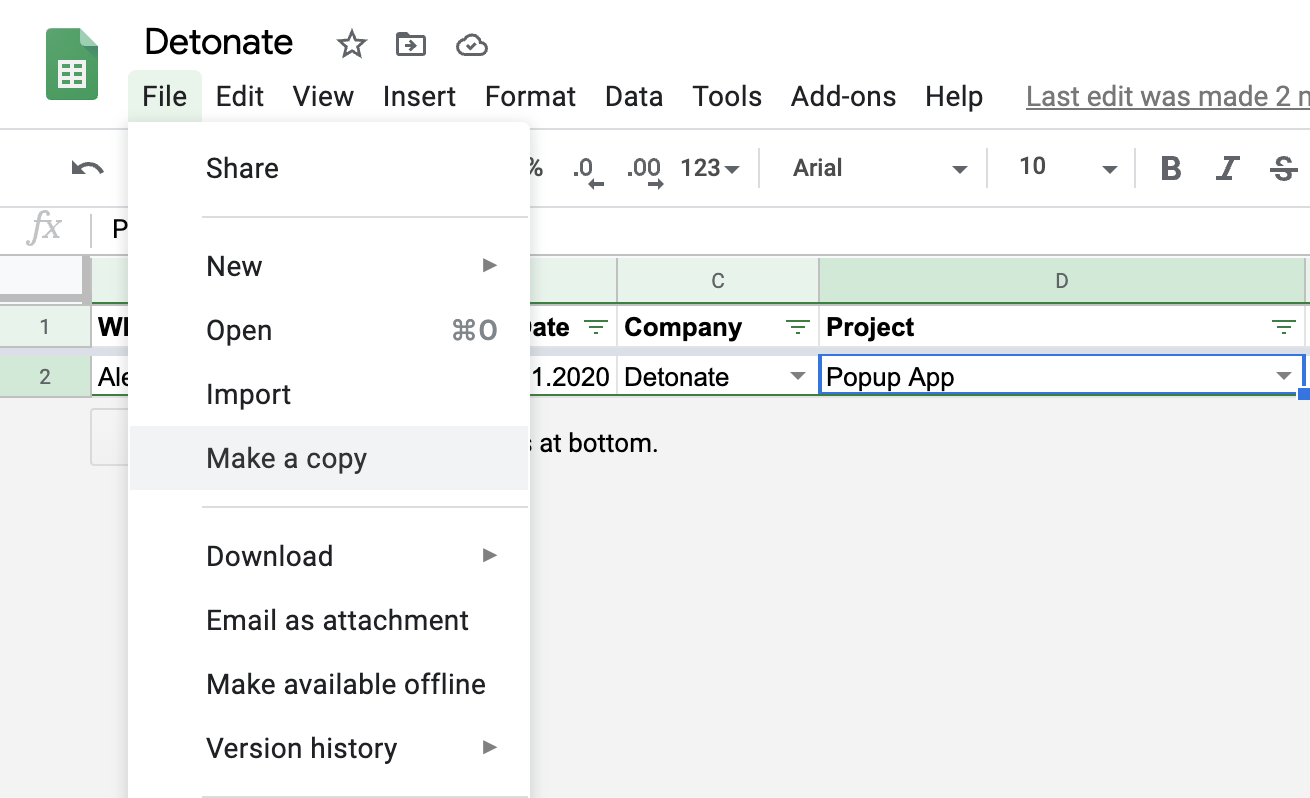 Detonate
File Edit View Insert Format Data Tools Add-ons Help Last edit was made 2
% .0 .00 123 Arial 10 B I S
fx P
C D
1 Date Company Project
2 Ale 1.2020 Detonate Popup App
s at bottom.
Share
New
Open ⌘O
Import
Make a copy
Download
Email as attachment
Make available offline
Version history